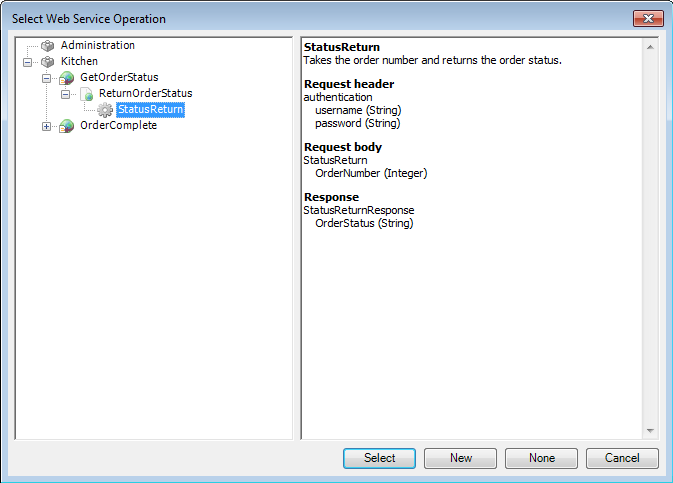 Select Web Service Operation
Administration
Kitchen
GetOrderStatus
ReturnOrderStatus
StatusReturn
OrderComplete
StatusReturn
Takes the order number and returns the order status.
Request header
authentication
username (String)
password (String)
Request body
StatusReturn
OrderNumber (Integer)
Response
StatusReturnResponse
OrderStatus (String)
Select
New
None
Cancel